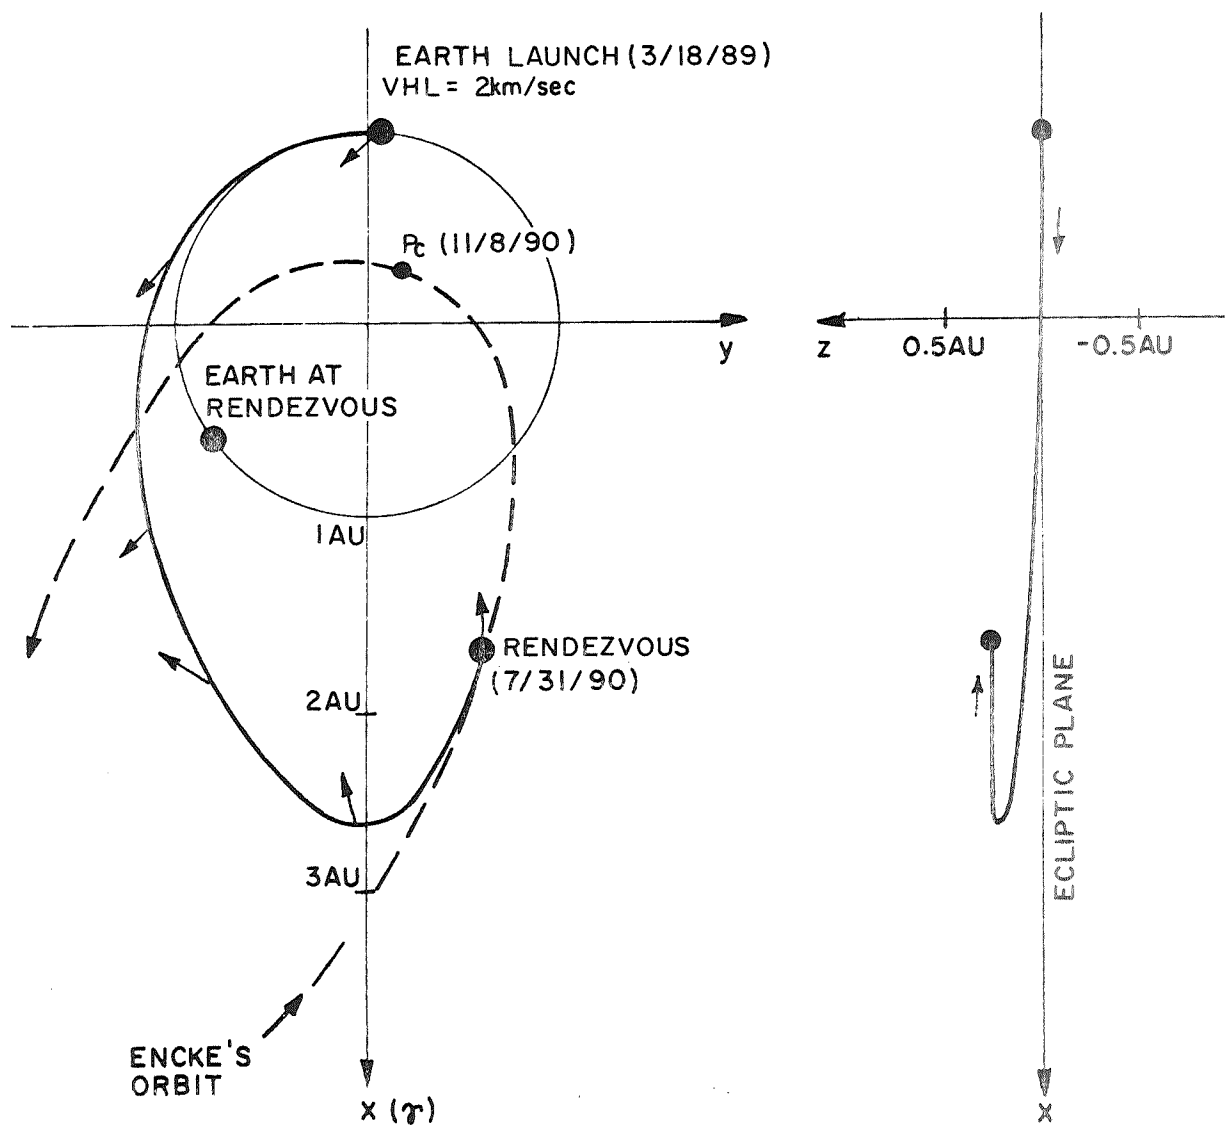 EARTH LAUNCH (3/18/89)
VHL = 2km/sec
Pc (11/8/90)
y
z
0.5AU
-0.5AU
EARTH AT
RENDEZVOUS
1AU
RENDEZVOUS
(7/31/90)
2AU
3AU
ECLIPTIC PLANE
ENCKE'S
ORBIT
X (γ)
X